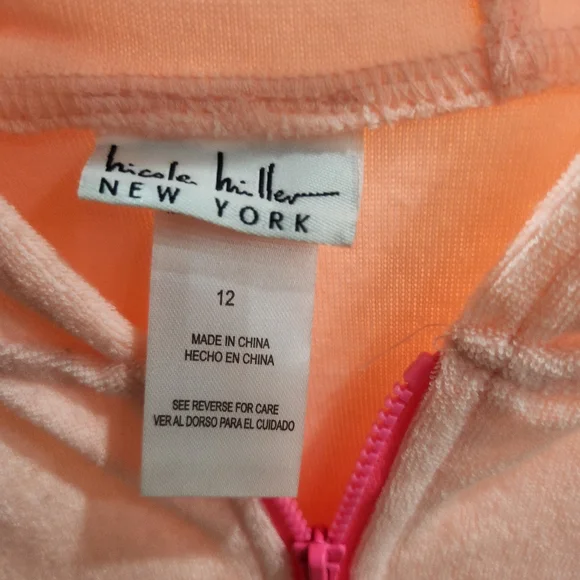 nicole miller
NEW YORK
12
MADE IN CHINA
HECHO EN CHINA
SEE REVERSE FOR CARE
VER AL DORSO PARA EL CUIDADO